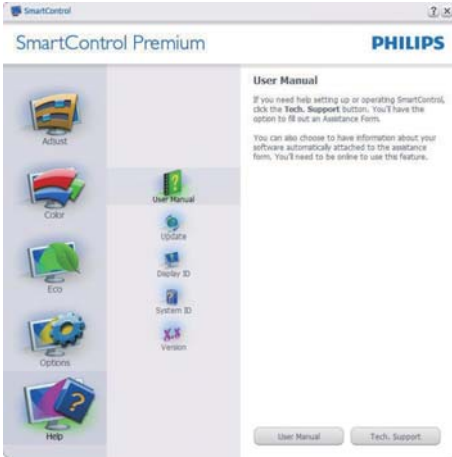 SmartControl
SmartControl Premium
PHILIPS
Adjust
Color
Eco
Options
Help
User Manual
Update
Display ID
System ID
Version
User Manual
If you need help setting up or operating SmartControl,
click the Tech. Support button. You'll have the
option to fill out an Assistance Form.
You can also choose to have information about your
software automatically attached to the assistance
form. You'll need to be online to use this feature.
User Manual
Tech. Support